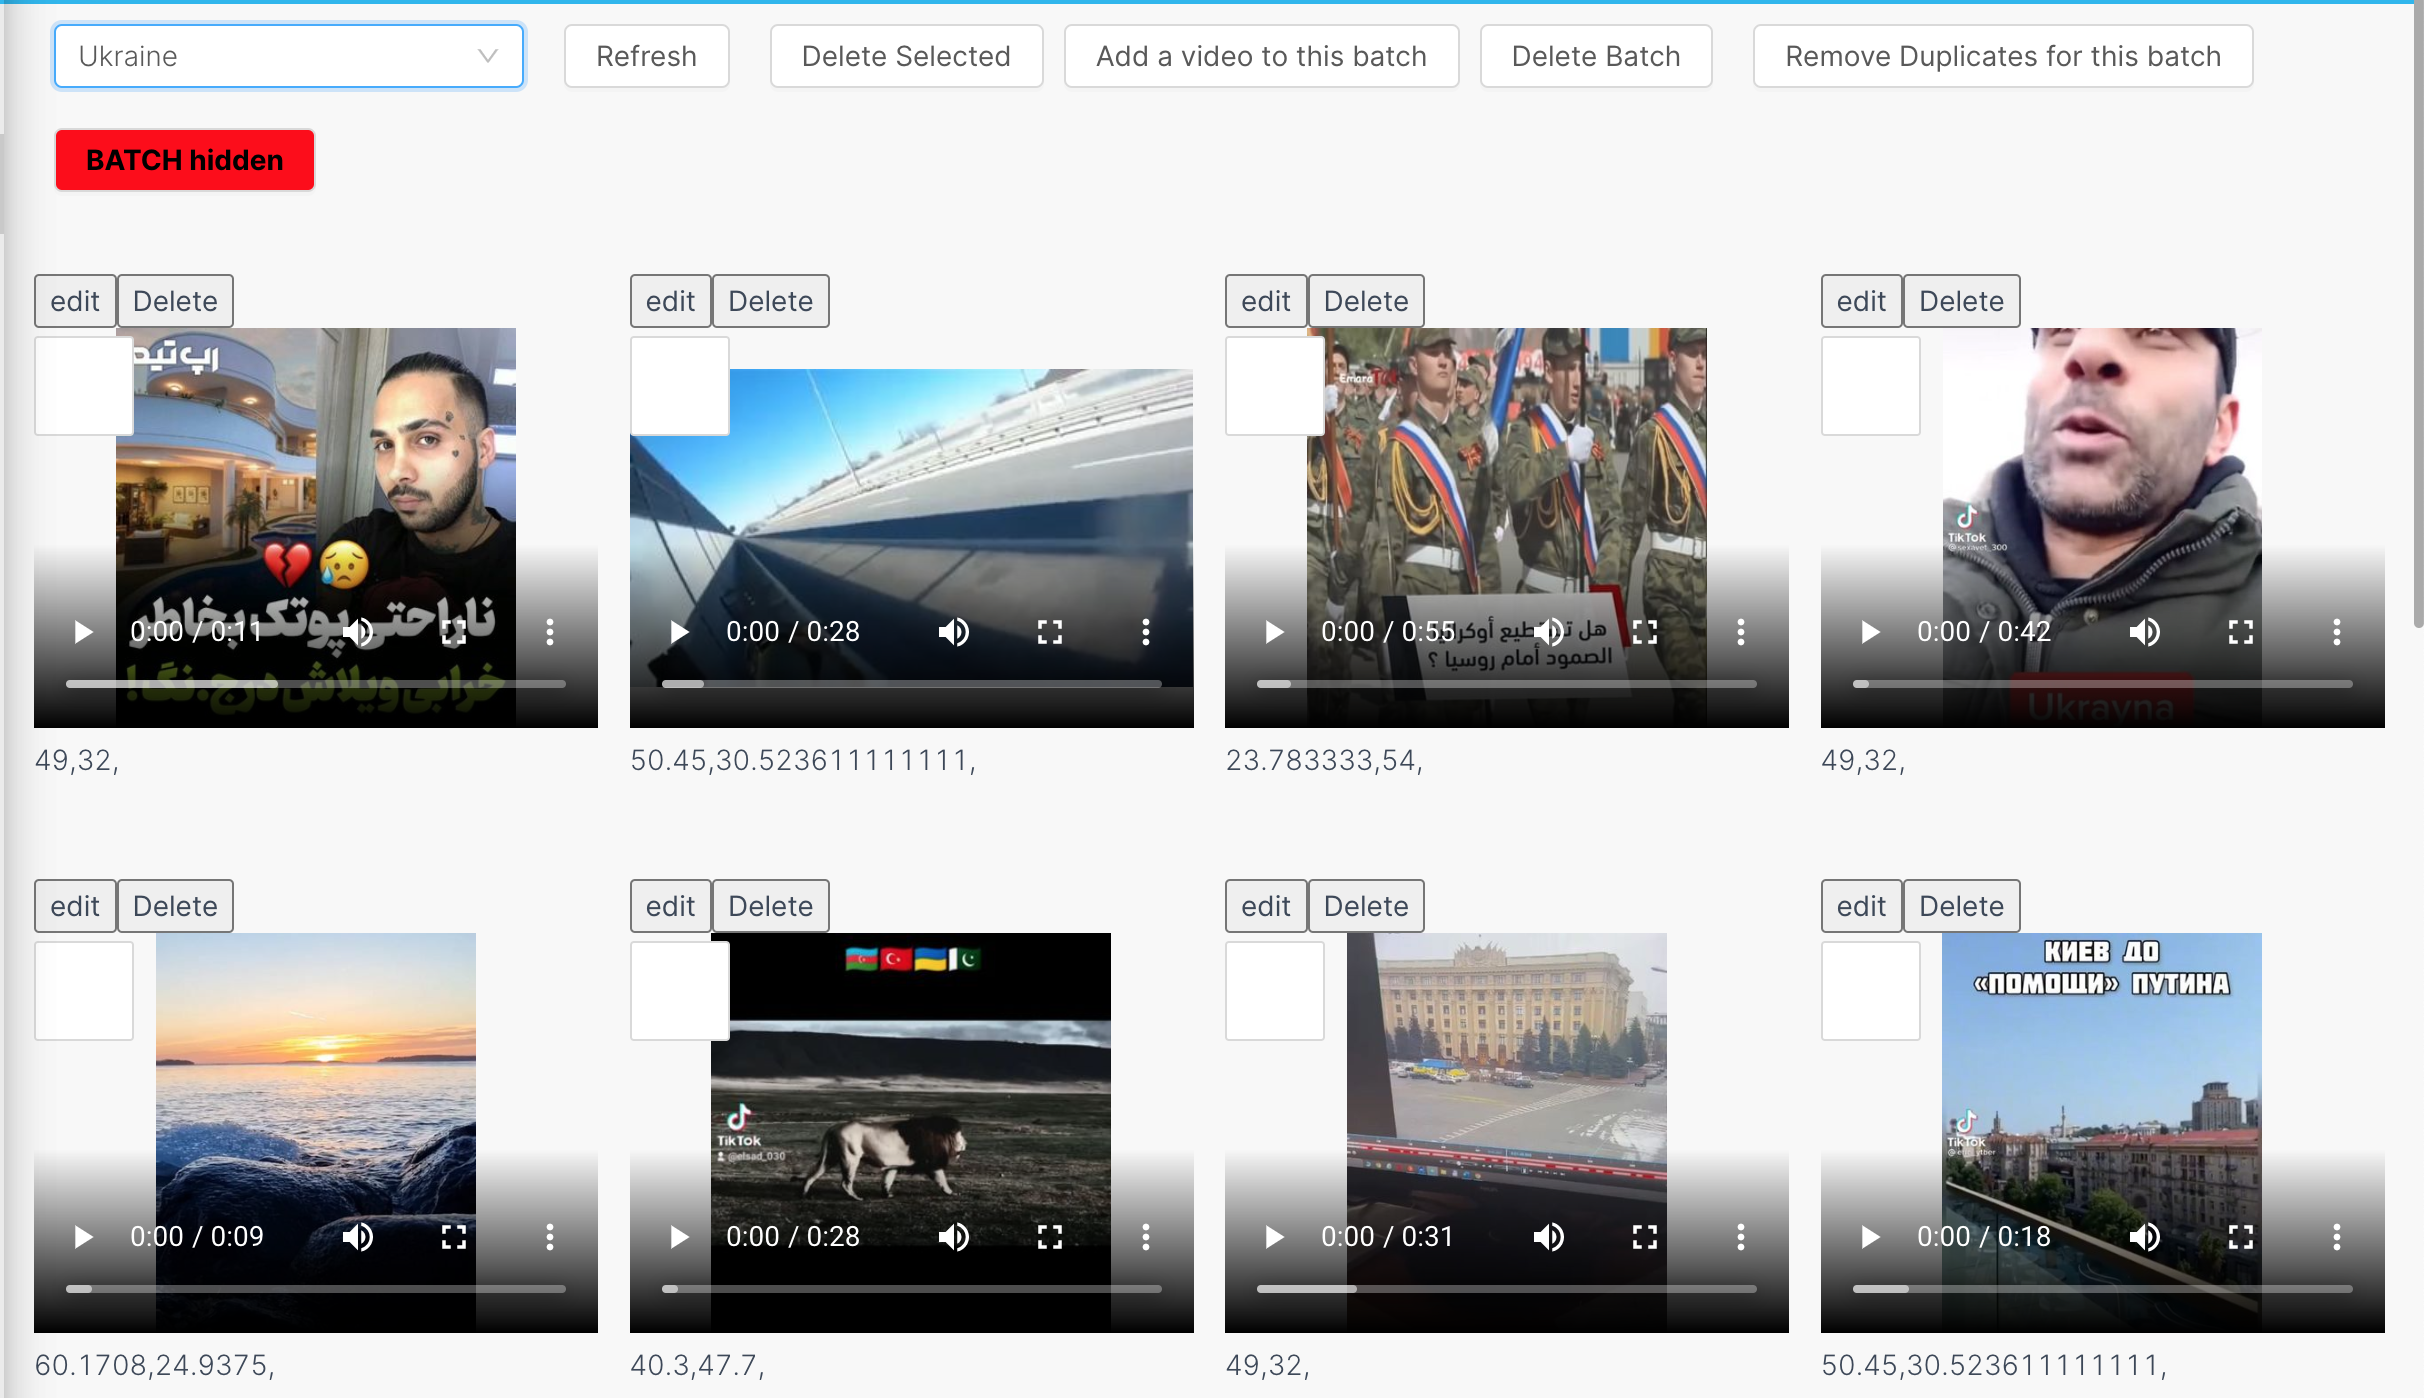 Ukraine
Refresh
Delete Selected
Add a video to this batch
Delete Batch
Remove Duplicates for this batch
BATCH hidden
edit Delete
edit Delete
edit Delete
edit Delete
رپ تیم
ناراحتی پوتک بخاطر
خرابی ویلاش درج.نگ!
0:00 / 0:11
0:00 / 0:28
EmaraTok
هل
الصمود أمام روسيا ؟
0:00 / 0:55
TikTok
Ukrayna
0:00 / 0:42
49,32,
50.45,30.523611111111,
23.783333,54,
49,32,
edit Delete
edit Delete
edit Delete
edit Delete
0:00 / 0:09
TikTok
@elsad_030
0:00 / 0:28
0:00 / 0:31
КИЕВ ДО
«ПОМОЩИ» ПУТИНА
TikTok
0:00 / 0:18
60.1708,24.9375,
40.3,47.7,
49,32,
50.45,30.523611111111,